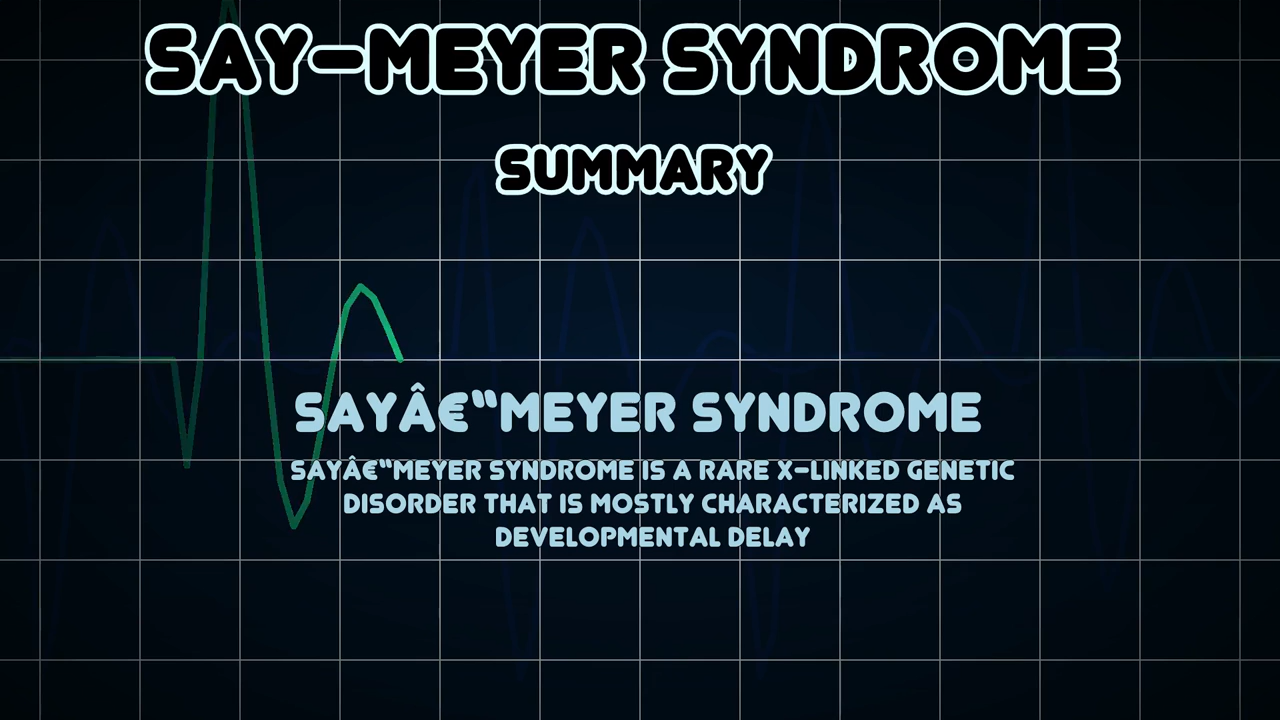 SAY-MEYER SYNDROME
SUMMARY
SAYÂ€“MEYER SYNDROME
SAYÂ€“MEYER SYNDROME IS A RARE X-LINKED GENETIC
DISORDER THAT IS MOSTLY CHARACTERIZED AS
DEVELOPMENTAL DELAY